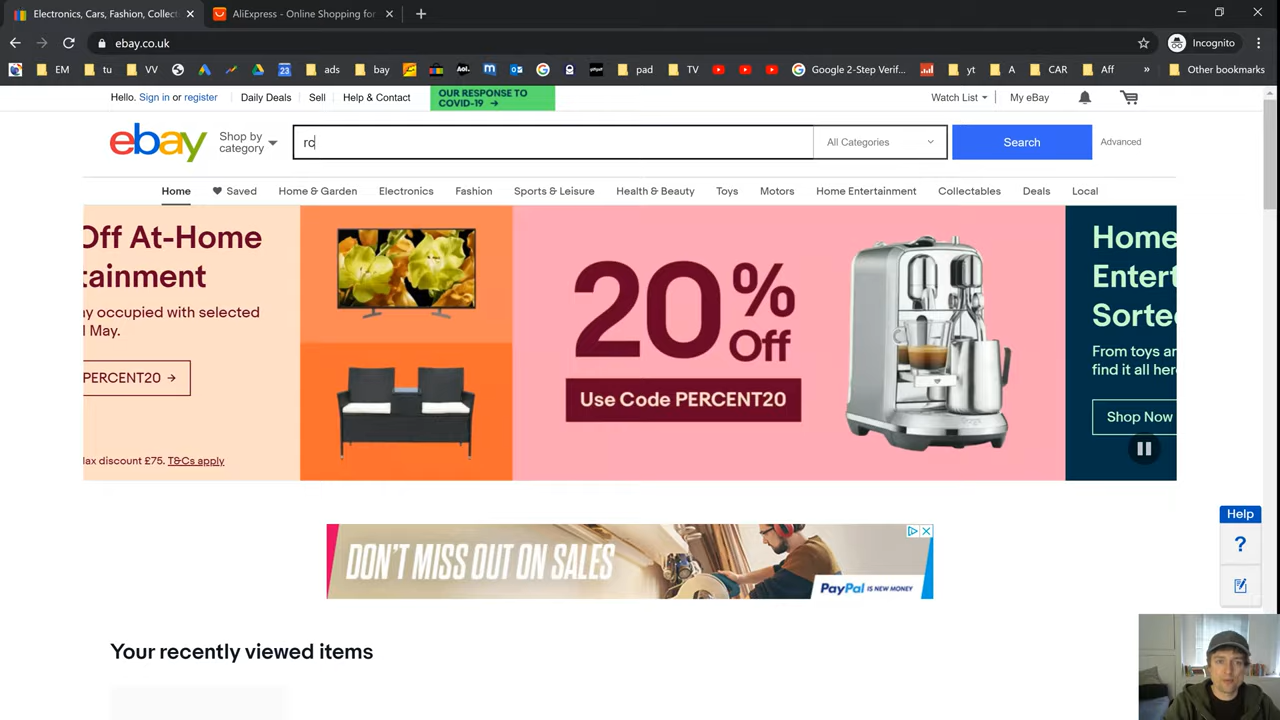 Electronics, Cars, Fashion, Collect
AliExpress - Online Shopping for
ebay.co.uk
Incognito
EM
tu
VV
23
ads
bay
Aol.
pad
TV
Google 2-Step Verif...
yt
A
CAR
Aff
»
Other bookmarks
Hello. Sign in or register
Daily Deals
Sell
Help & Contact
OUR RESPONSE TO
COVID-19 →
Watch List
My eBay
ebay
Shop by
category
rc
All Categories
Search
Advanced
Home
Saved
Home & Garden
Electronics
Fashion
Sports & Leisure
Health & Beauty
Toys
Motors
Home Entertainment
Collectables
Deals
Local
Off At-Home
tainment
y occupied with selected
l May.
PERCENT20 →
ax discount £75. T&Cs apply
20% Off
Use Code PERCENT20
Home
Entert
Sorte
From toys a
find it all her
Shop Now
DON'T MISS OUT ON SALES
PayPal IS NEW MONEY
Help
?
Your recently viewed items